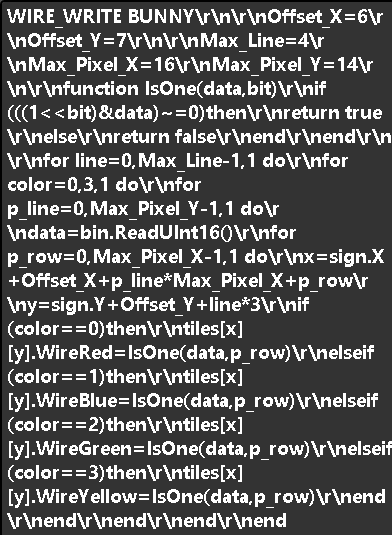 WIRE_WRITE BUNNY\r\n\r\nOffset_X=6\r
\nOffset_Y=7\r\n\r\nMax_Line=4\r
\nMax_Pixel_X=16\r\nMax_Pixel_Y=14\r
\n\r\nfunction IsOne(data,bit)\r\nif
(((1<<bit)&data)~=0)then\r\nreturn true
\r\nelse\r\nreturn false\r\nend\r\nend\r\n
\r\nfor line=0,Max_Line-1,1 do\r\nfor
color=0,3,1 do\r\nfor
p_line=0,Max_Pixel_Y-1,1 do\r
\ndata=bin.ReadUInt16()\r\nfor
p_row=0,Max_Pixel_X-1,1 do\r\nx=sign.X
+Offset_X+p_line*Max_Pixel_X+p_row\r
\ny=sign.Y+Offset_Y+line*3\r\nif
(color==0)then\r\ntiles[x]
[y].WireRed=IsOne(data,p_row)\r\nelseif
(color==1)then\r\ntiles[x]
[y].WireBlue=IsOne(data,p_row)\r\nelseif
(color==2)then\r\ntiles[x]
[y].WireGreen=IsOne(data,p_row)\r\nelseif
(color==3)then\r\ntiles[x]
[y].WireYellow=IsOne(data,p_row)\r\nend
\r\nend\r\nend\r\nend\r\nend